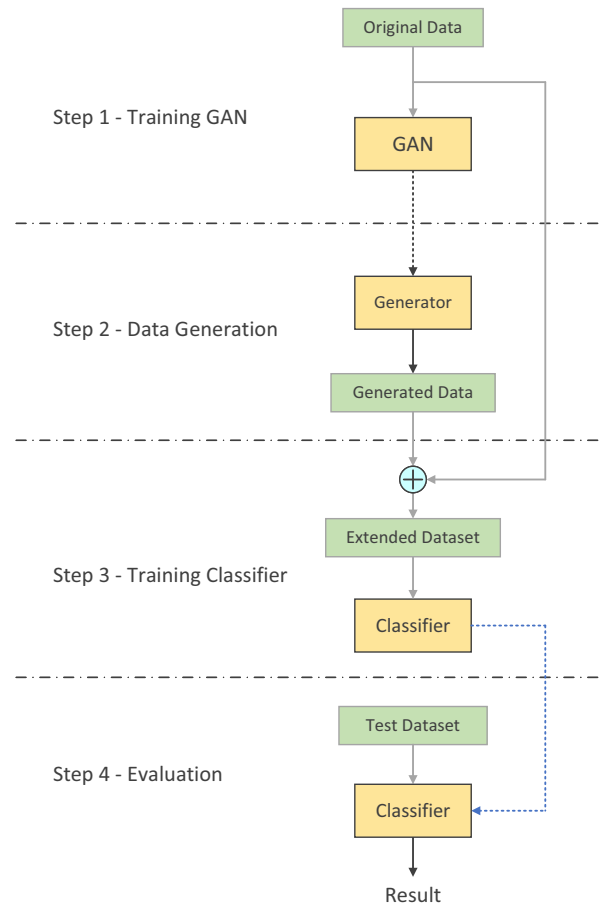 Original Data
Step 1 - Training GAN
GAN
Generator
Step 2 - Data Generation
Generated Data
Extended Dataset
Step 3 - Training Classifier
Classifier
Test Dataset
Step 4 - Evaluation
Classifier
Result